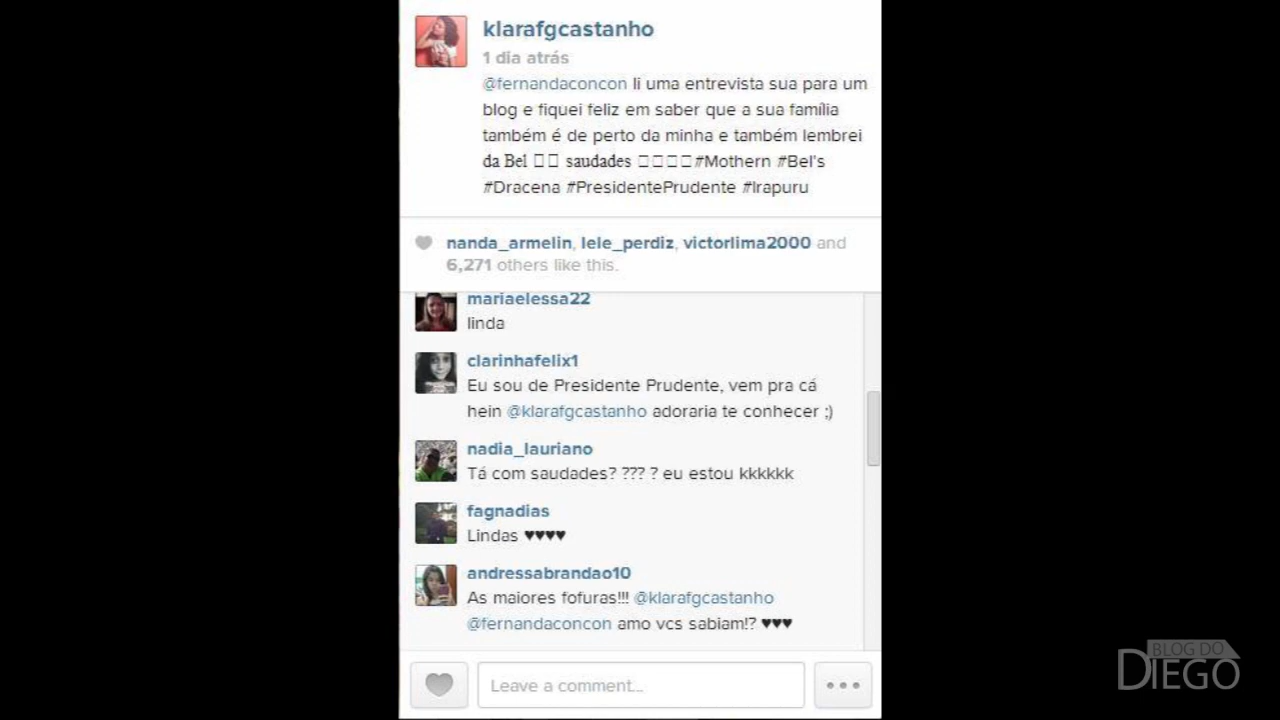 klarafgcastanho
1 dia atrás
@fernandaconcon li uma entrevista sua para um
blog e fiquei feliz em saber que a sua família
também é de perto da minha e também lembrei
da Bel □□ saudades □□□□#Mothern #Bel's
#Dracena #PresidentePrudente #Irapuru
nanda_armelin, lele_perdiz, victorlima2000 and
6,271 others like this.
mariaelessa22
linda
clarinhafelix1
Eu sou de Presidente Prudente, vem pra cá
hein @klarafgcastanho adoraria te conhecer ;)
nadia_lauriano
Tá com saudades? ??? ? eu estou kkkkkk
fagnadias
Lindas ♥♥♥♥
andressabrandao10
As maiores fofuras!!! @klarafgcastanho
@fernandaconcon amo vcs sabiam!? ♥♥♥
Leave a comment...
BLOG DO
DIEGO